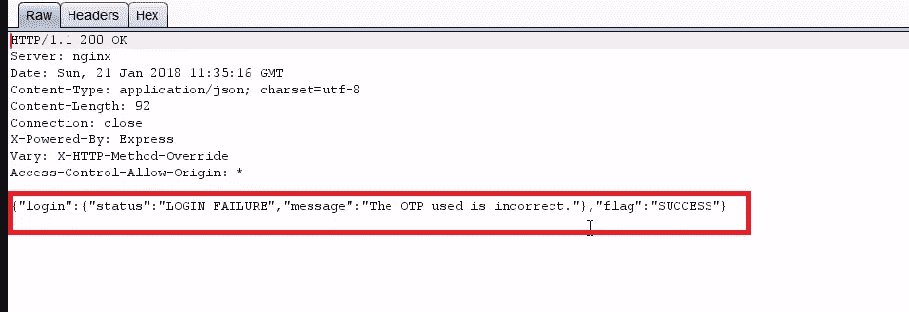 Raw Headers Hex
HTTP/1.1 200 OK
Server: nginx
Date: Sun, 21 Jan 2018 11:35:16 GMT
Content-Type: application/json; charset=utf-8
Content-Length: 92
Connection: close
X-Powered-By: Express
Vary: X-HTTP-Method-Override
Access-Control-Allow-Origin: *
{"login":{"status":"LOGIN FAILURE","message":"The OTP used is incorrect."},"flag":"SUCCESS"}